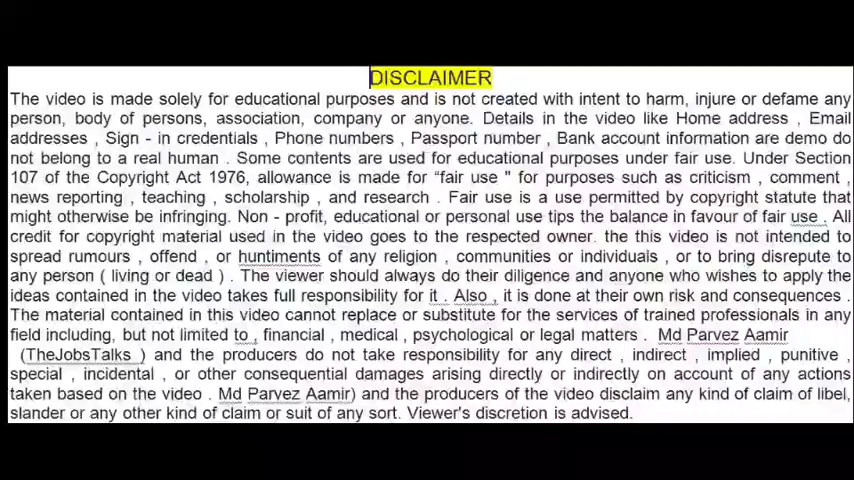 DISCLAIMER
The video is made solely for educational purposes and is not created with intent to harm, injure or defame any
person, body of persons, association, company or anyone. Details in the video like Home address , Email
addresses , Sign - in credentials , Phone numbers , Passport number , Bank account information are demo do
not belong to a real human . Some contents are used for educational purposes under fair use. Under Section
107 of the Copyright Act 1976, allowance is made for “fair use " for purposes such as criticism , comment ,
news reporting , teaching , scholarship , and research . Fair use is a use permitted by copyright statute that
might otherwise be infringing. Non - profit, educational or personal use tips the balance in favour of fair use . All
credit for copyright material used in the video goes to the respected owner. the this video is not intended to
spread rumours , offend , or huntiments of any religion , communities or individuals , or to bring disrepute to
any person ( living or dead ) . The viewer should always do their diligence and anyone who wishes to apply the
ideas contained in the video takes full responsibility for it . Also , it is done at their own risk and consequences .
The material contained in this video cannot replace or substitute for the services of trained professionals in any
field including, but not limited to , financial , medical , psychological or legal matters . Md Parvez Aamir
(TheJobsTalks ) and the producers do not take responsibility for any direct , indirect , implied , punitive ,
special , incidental , or other consequential damages arising directly or indirectly on account of any actions
taken based on the video . Md Parvez Aamir) and the producers of the video disclaim any kind of claim of libel,
slander or any other kind of claim or suit of any sort. Viewer's discretion is advised.